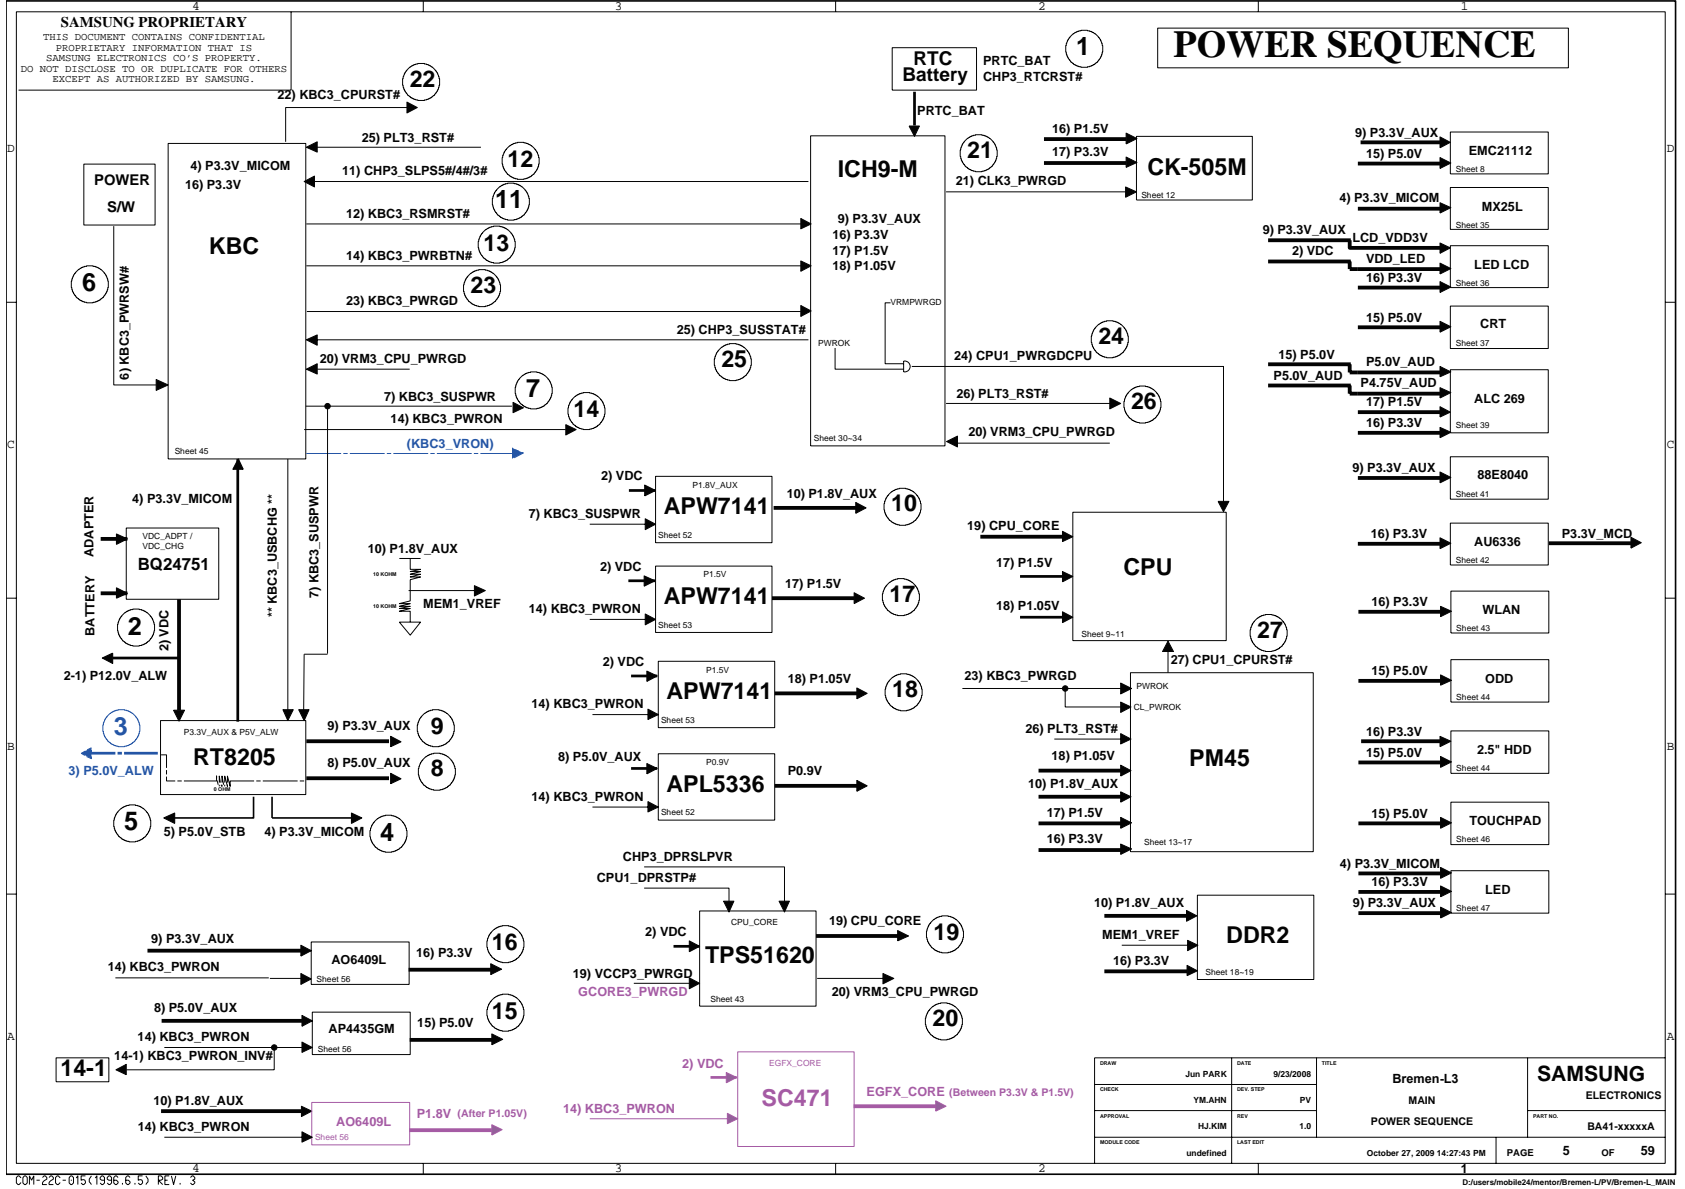 4
3
2
1
SAMSUNG PROPRIETARY
THIS DOCUMENT CONTAINS CONFIDENTIAL
PROPRIETARY INFORMATION THAT IS
SAMSUNG ELECTRONICS CO'S PROPERTY.
DO NOT DISCLOSE TO OR DUPLICATE FOR OTHERS
EXCEPT AS AUTHORIZED BY SAMSUNG.
POWER SEQUENCE
D
D
C
C
B
B
A
A
22) KBC3_CPURST#
22
25) PLT3_RST#
11) CHP3_SLPS5#/4#/3#
12
12) KBC3_RSMRST#
11
14) KBC3_PWRBTN#
13
23) KBC3_PWRGD
23
25) CHP3_SUSSTAT#
25
20) VRM3_CPU_PWRGD
7) KBC3_SUSPWR
7
14) KBC3_PWRON
14
(KBC3_VRON)
POWER
S/W
6
6) KBC3_PWRSW#
4) P3.3V_MICOM
16) P3.3V
KBC
Sheet 45
RTC
Battery
PRTC_BAT
CHP3_RTCRST#
1
PRTC_BAT
ICH9-M
9) P3.3V_AUX
16) P3.3V
17) P1.5V
18) P1.05V
VRMPWRGD
PWROK
Sheet 30~34
21
21) CLK3_PWRGD
16) P1.5V
17) P3.3V
CK-505M
Sheet 12
24) CPU1_PWRGDCPU
24
26) PLT3_RST#
26
20) VRM3_CPU_PWRGD
4) P3.3V_MICOM
ADAPTER
BATTERY
VDC_ADPT /
VDC_CHG
BQ24751
2
2) VDC
2-1) P12.0V_ALW
** KBC3_USBCHG **
7) KBC3_SUSPWR
3
3) P5.0V_ALW
P3.3V_AUX & P5V_ALW
RT8205
0 OHM
9) P3.3V_AUX
9
8) P5.0V_AUX
8
5
5) P5.0V_STB
4) P3.3V_MICOM
4
10) P1.8V_AUX
10 KOHM
10 KOHM
MEM1_VREF
2) VDC
7) KBC3_SUSPWR
P1.8V_AUX
APW7141
Sheet 52
10) P1.8V_AUX
10
2) VDC
14) KBC3_PWRON
P1.5V
APW7141
Sheet 53
17) P1.5V
17
2) VDC
14) KBC3_PWRON
P1.5V
APW7141
Sheet 53
18) P1.05V
18
8) P5.0V_AUX
14) KBC3_PWRON
P0.9V
APL5336
Sheet 52
P0.9V
CHP3_DPRSLPVR
CPU1_DPRSTP#
2) VDC
19) VCCP3_PWRGD
GCORE3_PWRGD
CPU_CORE
TPS51620
Sheet 43
19) CPU_CORE
19
20) VRM3_CPU_PWRGD
20
9) P3.3V_AUX
14) KBC3_PWRON
AO6409L
Sheet 56
16) P3.3V
16
8) P5.0V_AUX
14) KBC3_PWRON
AP4435GM
Sheet 56
15) P5.0V
15
14-1
14-1) KBC3_PWRON_INV#
10) P1.8V_AUX
14) KBC3_PWRON
AO6409L
Sheet 56
P1.8V (After P1.05V)
2) VDC
14) KBC3_PWRON
EGFX_CORE
SC471
EGFX_CORE (Between P3.3V & P1.5V)
19) CPU_CORE
17) P1.5V
18) P1.05V
CPU
Sheet 9~11
27
27) CPU1_CPURST#
23) KBC3_PWRGD
PWROK
CL_PWROK
26) PLT3_RST#
18) P1.05V
10) P1.8V_AUX
17) P1.5V
16) P3.3V
PM45
Sheet 13~17
10) P1.8V_AUX
MEM1_VREF
16) P3.3V
DDR2
Sheet 18~19
9) P3.3V_AUX
15) P5.0V
EMC21112
Sheet 8
4) P3.3V_MICOM
MX25L
Sheet 35
9) P3.3V_AUX
LCD_VDD3V
2) VDC
VDD_LED
16) P3.3V
LED LCD
Sheet 36
15) P5.0V
CRT
Sheet 37
15) P5.0V
P5.0V_AUD
P5.0V_AUD
P4.75V_AUD
17) P1.5V
16) P3.3V
ALC 269
Sheet 39
9) P3.3V_AUX
88E8040
Sheet 41
16) P3.3V
AU6336
Sheet 42
P3.3V_MCD
16) P3.3V
WLAN
Sheet 43
15) P5.0V
ODD
Sheet 44
16) P3.3V
15) P5.0V
2.5" HDD
Sheet 44
15) P5.0V
TOUCHPAD
Sheet 46
4) P3.3V_MICOM
16) P3.3V
9) P3.3V_AUX
LED
Sheet 47
DRAW
Jun PARK
DATE
9/23/2008
TITLE
Bremen-L3
MAIN
POWER SEQUENCE
SAMSUNG
ELECTRONICS
CHECK
YM.AHN
DEV. STEP
PV
APPROVAL
HJ.KIM
REV
1.0
PART NO.
BA41-xxxxxA
MODULE CODE
undefined
LAST EDIT
October 27, 2009 14:27:43 PM
PAGE 5 OF 59
4
3
2
1
COM-22C-015(1996.6.5) REV. 3
D:/users/mobile24/mentor/Bremen-L/PV/Bremen-L_MAIN